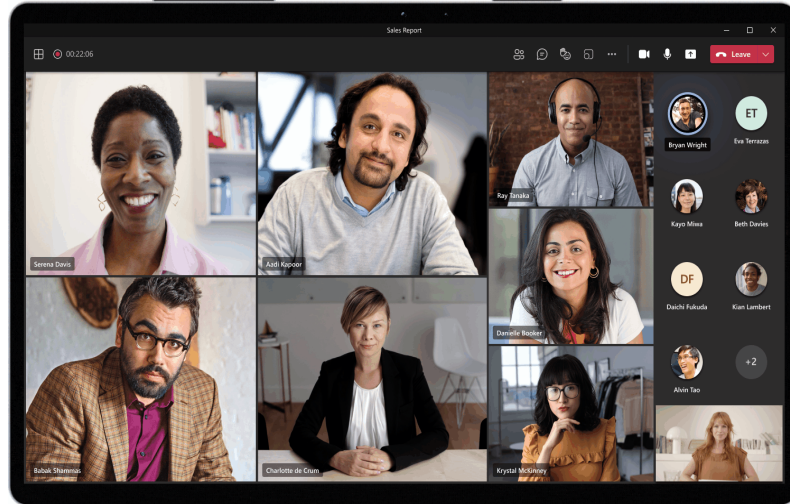 Sales Report
00:22:06
Leave
Serena Davis
Aadi Kapoor
Ray Tanaka
Danielle Booker
Babak Shammas
Charlotte de Crum
Krystal McKinney
Bryan Wright
ET
Eva Terrazas
Kayo Miwa
Beth Davies
DF
Daichi Fukuda
Kian Lambert
Alvin Tao
+2